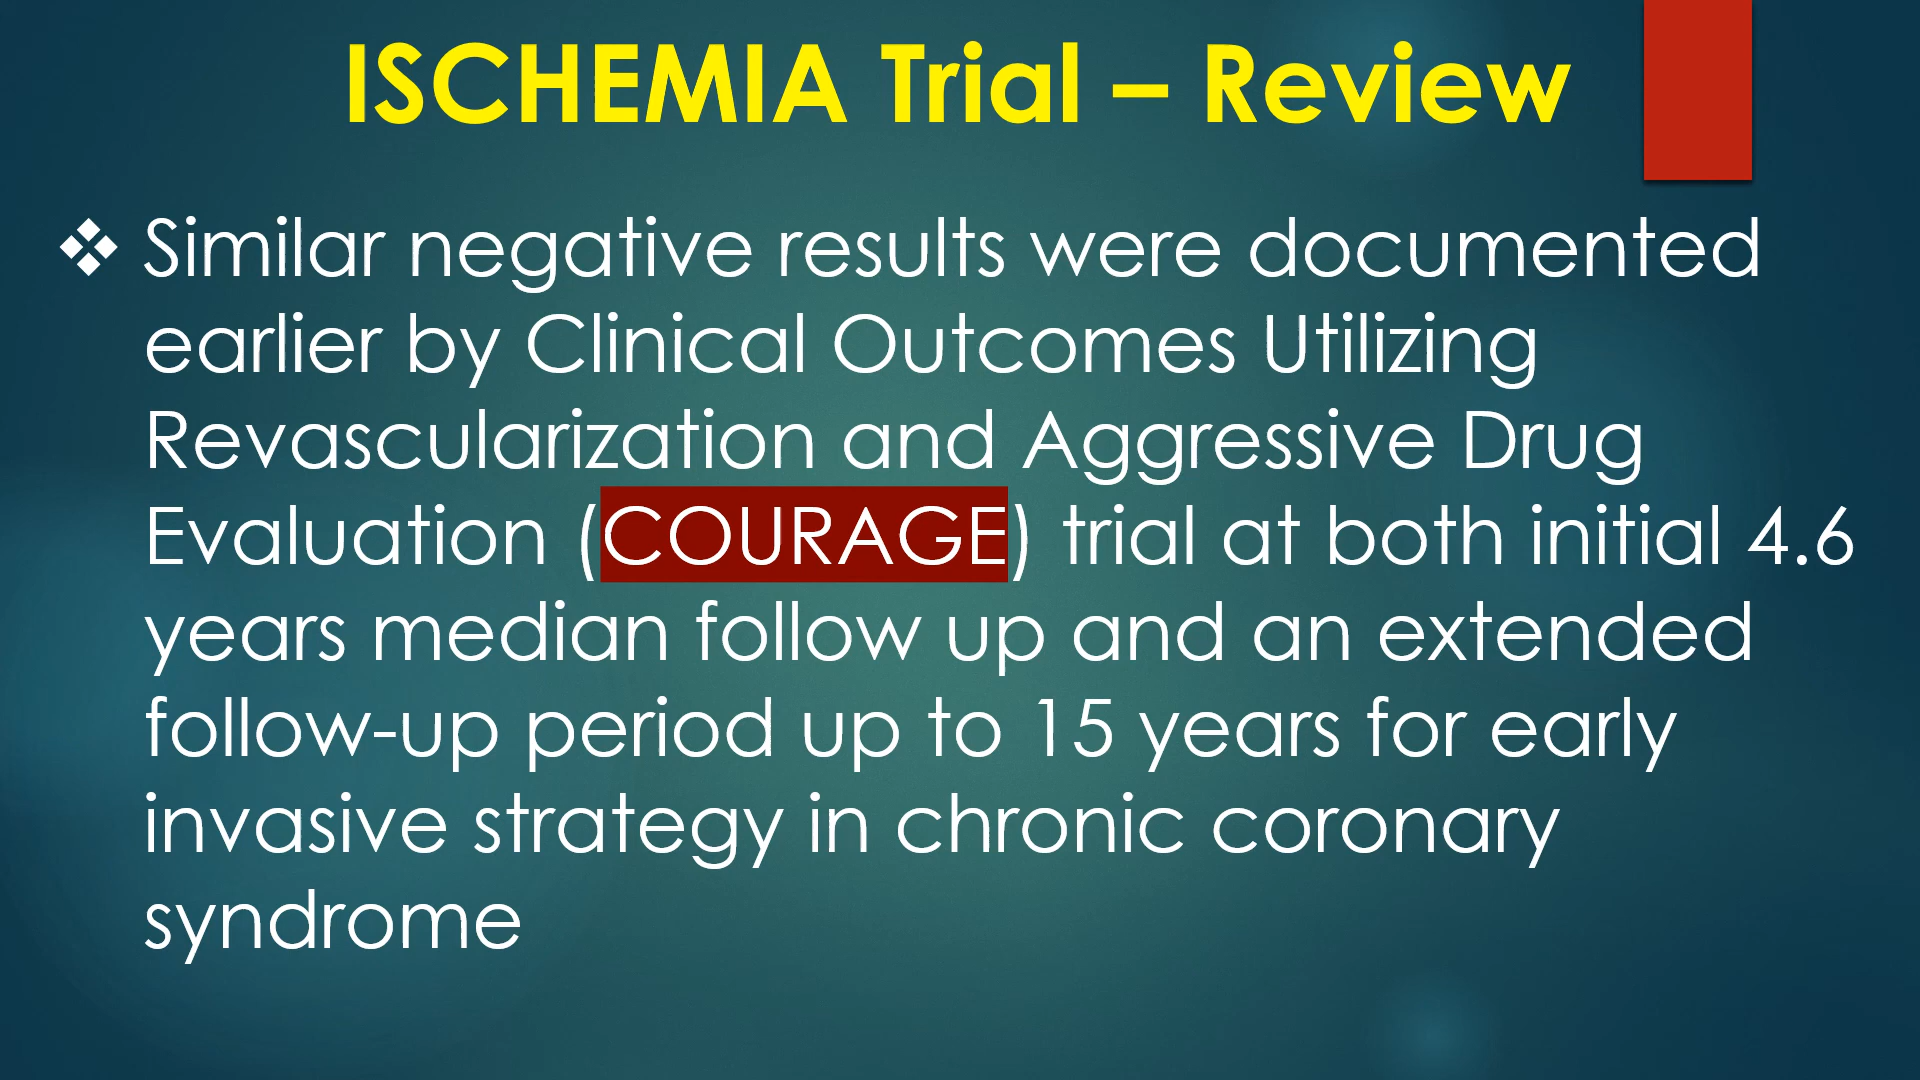 ISCHEMIA Trial – Review
❖ Similar negative results were documented
earlier by Clinical Outcomes Utilizing
Revascularization and Aggressive Drug
Evaluation (COURAGE) trial at both initial 4.6
years median follow up and an extended
follow-up period up to 15 years for early
invasive strategy in chronic coronary
syndrome